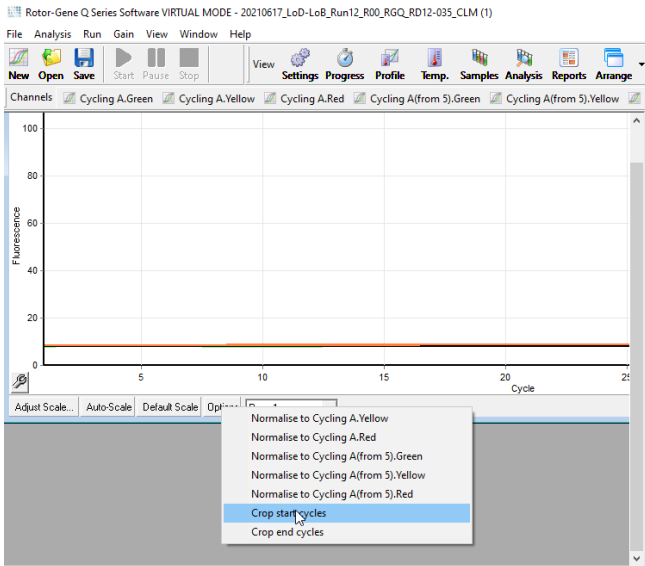 Rotor-Gene Q Series Software VIRTUAL MODE - 20210617_LoD-LoB_Run12_R00_RGQ_RD12-035_CLM (1)
File Analysis Run Gain View Window Help
New Open Save Start Pause Stop View Settings Progress Profile Temp. Samples Analysis Reports Arrange
Channels Cycling A.Green Cycling A.Yellow Cycling A.Red Cycling A(from 5).Green Cycling A(from 5).Yellow
100
80
60
40
20
0
Fluorescence
5 10 15 20 25
Cycle
Adjust Scale... Auto-Scale Default Scale
Normalise to Cycling A.Yellow
Normalise to Cycling A.Red
Normalise to Cycling A(from 5).Green
Normalise to Cycling A(from 5).Yellow
Normalise to Cycling A(from 5).Red
Crop start cycles
Crop end cycles